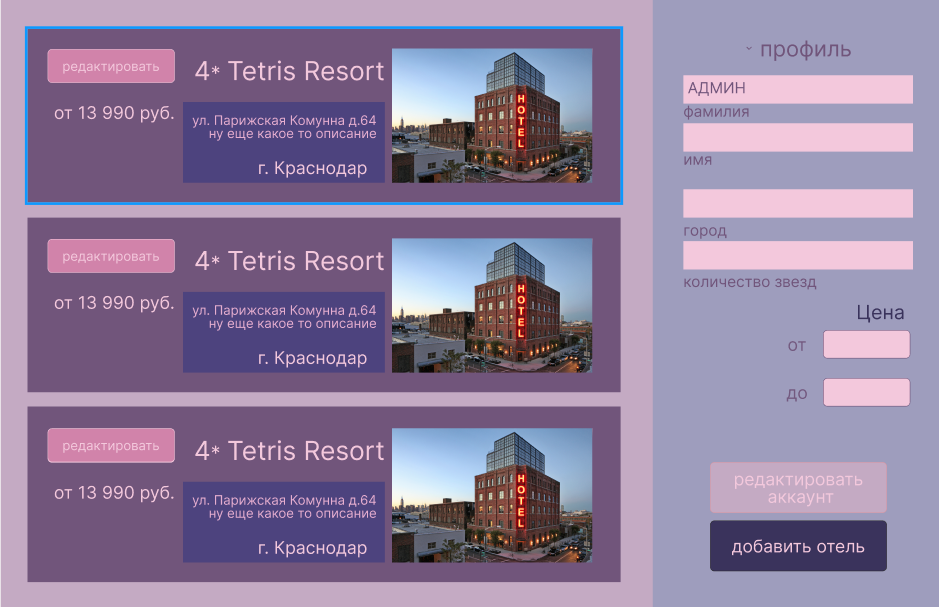 редактировать
4* Tetris Resort
от 13 990 руб.
ул. Парижская Комунна д.64
ну еще какое то описание
г. Краснодар
HOTEL
редактировать
4* Tetris Resort
от 13 990 руб.
ул. Парижская Комунна д.64
ну еще какое то описание
г. Краснодар
HOTEL
редактировать
4* Tetris Resort
от 13 990 руб.
ул. Парижская Комунна д.64
ну еще какое то описание
г. Краснодар
HOTEL
профиль
АДМИН
фамилия
имя
город
количество звезд
Цена
от
до
редактировать
аккаунт
добавить отель